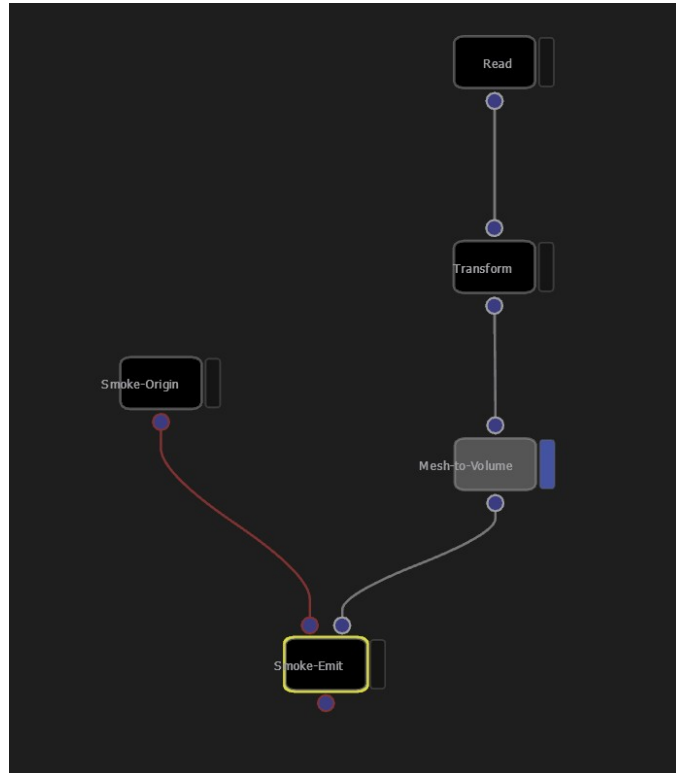 Read
Transform
Smoke-Origin
Mesh-to-Volume
Smoke-Emit